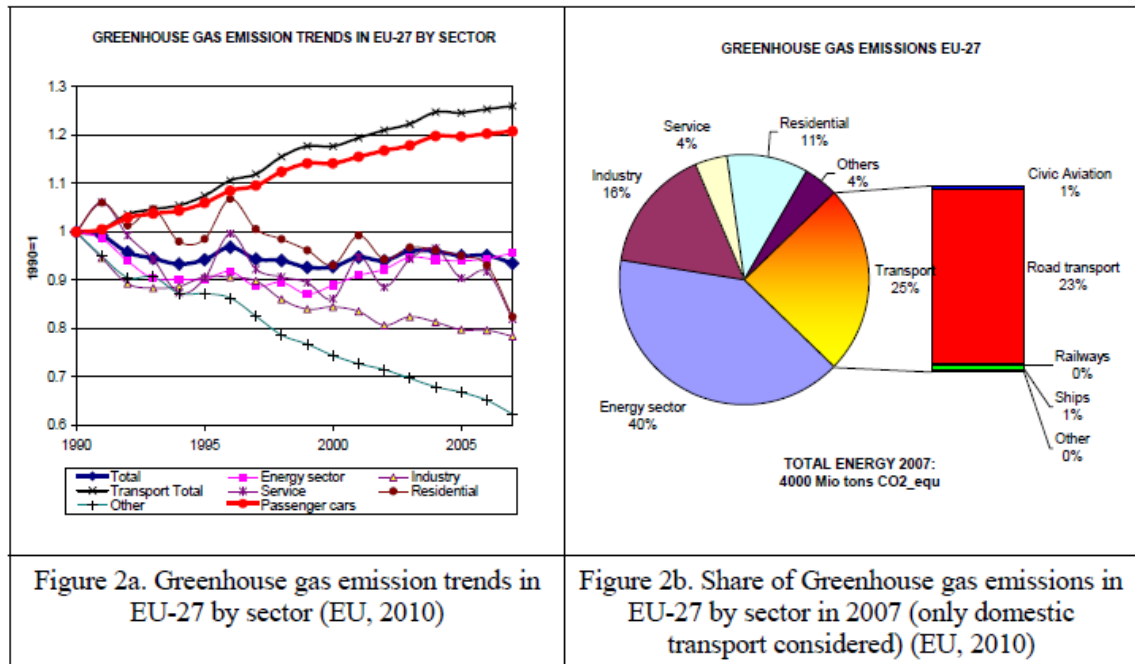 GREENHOUSE GAS EMISSION TRENDS IN EU-27 BY SECTOR
1.3
1.2
1.1
1
0.9
0.8
0.7
0.6
1990=1
1990
1995
2000
2005
Total
Energy sector
Industry
Transport Total
Service
Residential
Other
Passenger cars
GREENHOUSE GAS EMISSIONS EU-27
Service
4%
Residential
11%
Others
4%
Industry
16%
Transport
25%
Energy sector
40%
Civic Aviation
1%
Road transport
23%
Railways
0%
Ships
1%
Other
0%
TOTAL ENERGY 2007:
4000 Mio tons CO2_equ
Figure 2a. Greenhouse gas emission trends in
EU-27 by sector (EU, 2010)
Figure 2b. Share of Greenhouse gas emissions in
EU-27 by sector in 2007 (only domestic
transport considered) (EU, 2010)